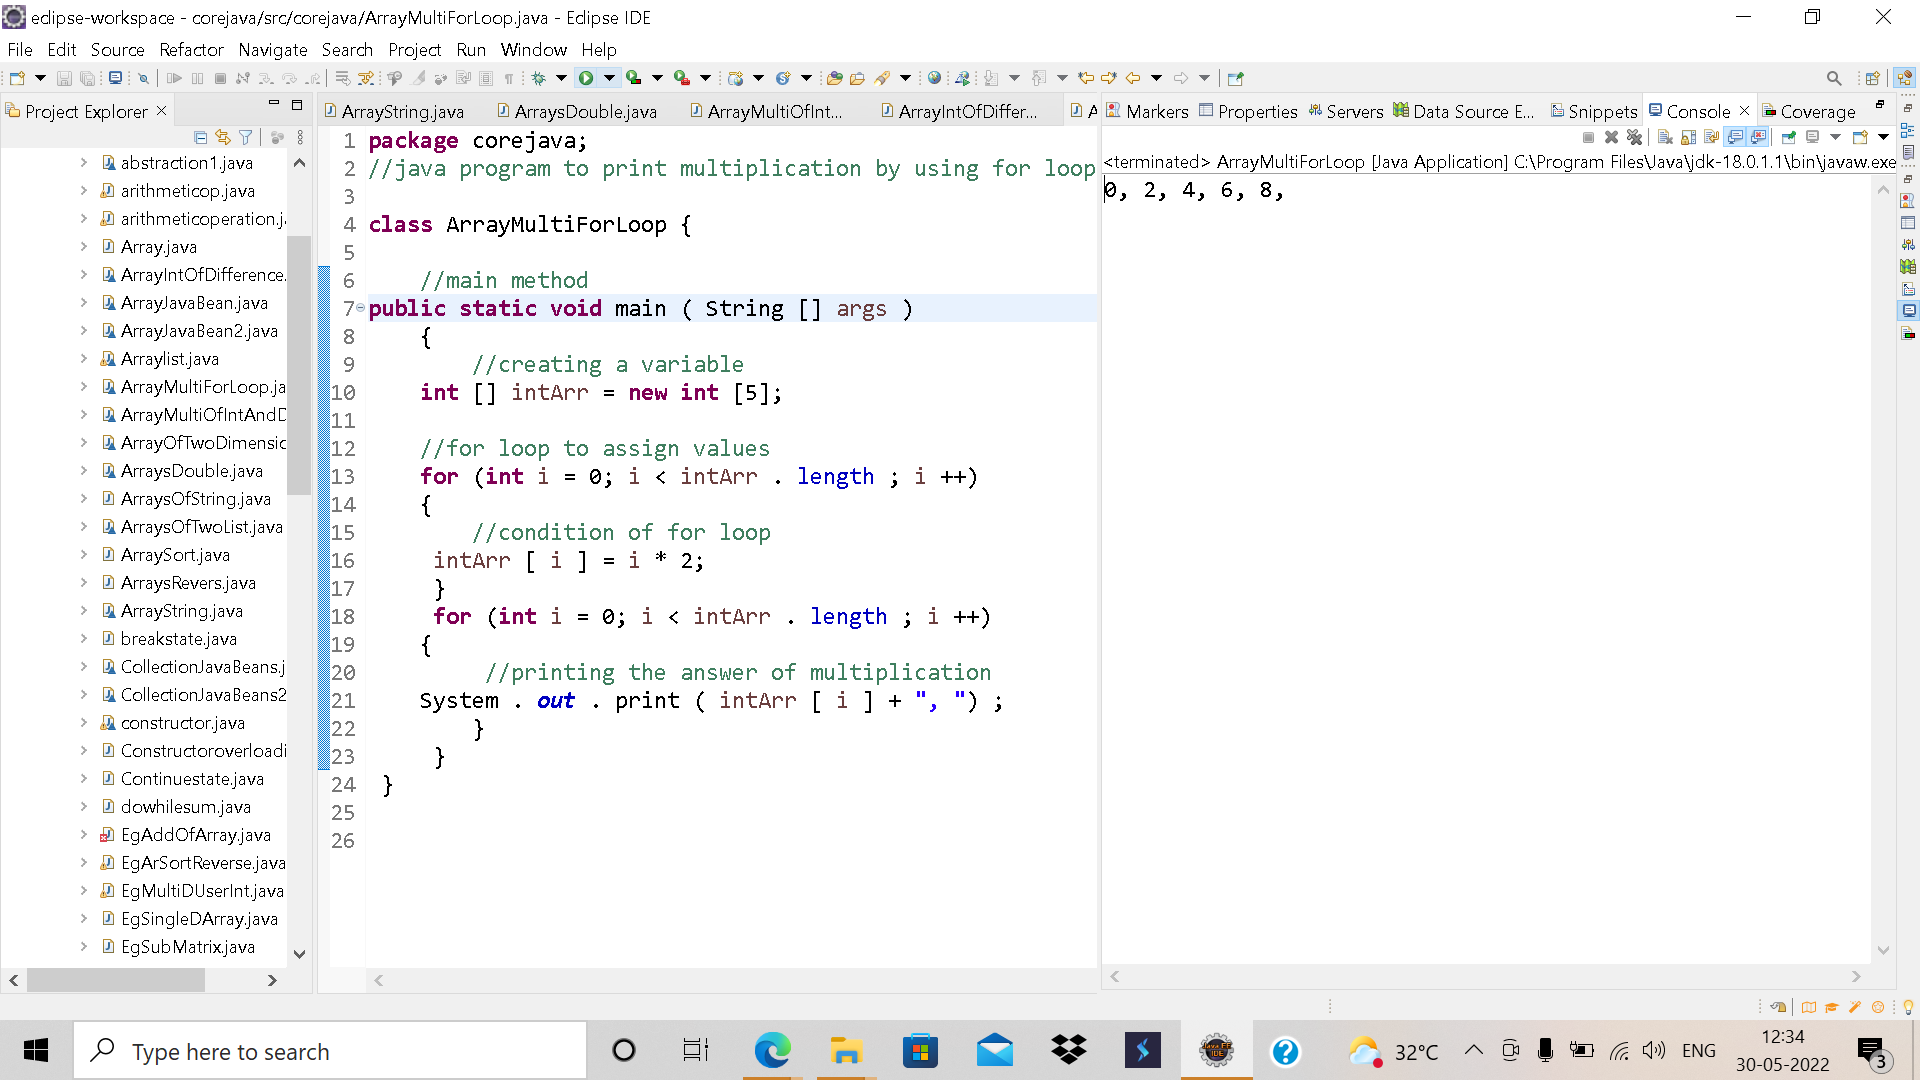 eclipse-workspace - corejava/src/corejava/ArrayMultiForLoop.java - Eclipse IDE
File Edit Source Refactor Navigate Search Project Run Window Help
Project Explorer
abstraction1.java
arithmeticop.java
arithmeticoperation.j
Array.java
ArrayIntOfDifference.
ArrayJavaBean.java
ArrayJavaBean2.java
Arraylist.java
ArrayMultiForLoop.ja
ArrayMultiOfIntAndD
ArrayOfTwoDimensic
ArraysDouble.java
ArraysOfString.java
ArraysOfTwoList.java
ArraySort.java
ArraysRevers.java
ArrayString.java
breakstate.java
CollectionJavaBeans.j
CollectionJavaBeans2
constructor.java
Constructoroverloadi
Continuestate.java
dowhilesum.java
EgAddOfArray.java
EgArSortReverse.java
EgMultiDUserInt.java
EgSingleDArray.java
EgSubMatrix.java
ArrayString.java ArraysDouble.java ArrayMultiOfInt... ArrayIntOfDiffer... A
1 package corejava;
2 //java program to print multiplication by using for loop
3
4 class ArrayMultiForLoop {
5
6 //main method
7 public static void main ( String [] args )
8 {
9 //creating a variable
10 int [] intArr = new int [5];
11
12 //for loop to assign values
13 for (int i = 0; i < intArr . length ; i ++)
14 {
15 //condition of for loop
16 intArr [ i ] = i * 2;
17 }
18 for (int i = 0; i < intArr . length ; i ++)
19 {
20 //printing the answer of multiplication
21 System . out . print ( intArr [ i ] + ", ") ;
22 }
23 }
24 }
25
26
Markers Properties Servers Data Source E... Snippets Console Coverage
<terminated> ArrayMultiForLoop [Java Application] C:\Program Files\Java\jdk-18.0.1.1\bin\javaw.exe
0, 2, 4, 6, 8,
Type here to search
Java EE
IDE
32°C
ENG
12:34
30-05-2022
3